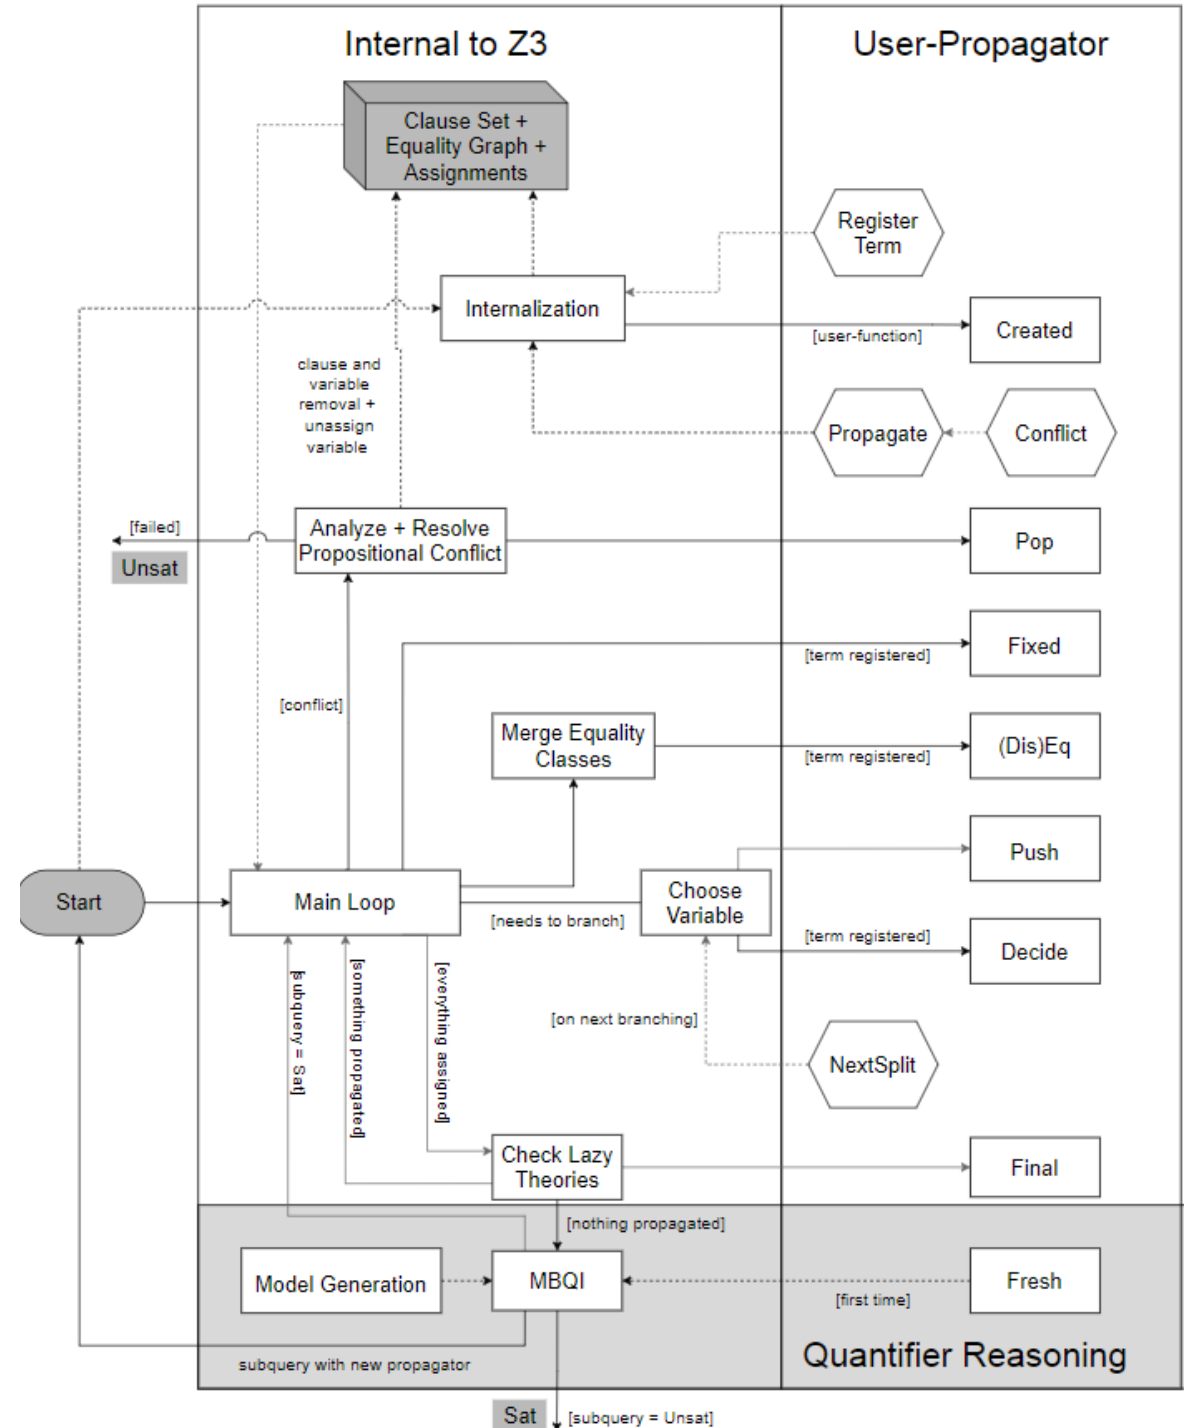 Internal to Z3
User-Propagator
Clause Set +
Equality Graph +
Assignments
Register
Term
Internalization
[user-function]
Created
clause and
variable
removal +
unassign
variable
Propagate
Conflict
[failed]
Unsat
Analyze + Resolve
Propositional Conflict
Pop
[term registered]
Fixed
[conflict]
Merge Equality
Classes
[term registered]
(Dis)Eq
Push
Start
Main Loop
[needs to branch]
Choose
Variable
[term registered]
Decide
[subquery = Sat]
[something propagated]
[everything assigned]
[on next branching]
NextSplit
Check Lazy
Theories
Final
[nothing propagated]
Model Generation
MBQI
[first time]
Fresh
subquery with new propagator
Quantifier Reasoning
Sat
[subquery = Unsat]